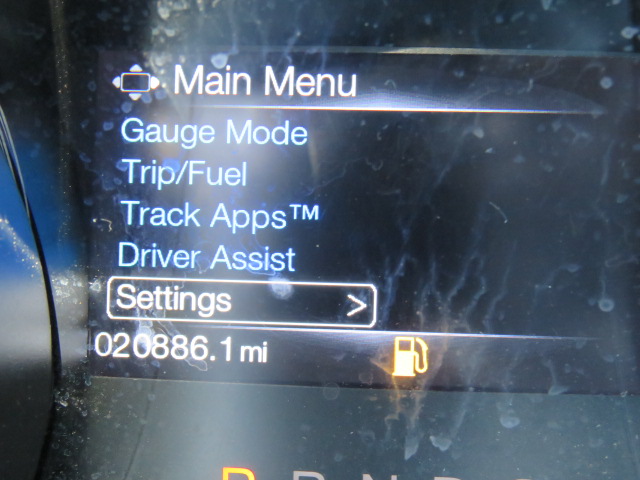 Main Menu
Gauge Mode
Trip/Fuel
Track Apps™
Driver Assist
Settings >
020886.1 mi
P R N D S